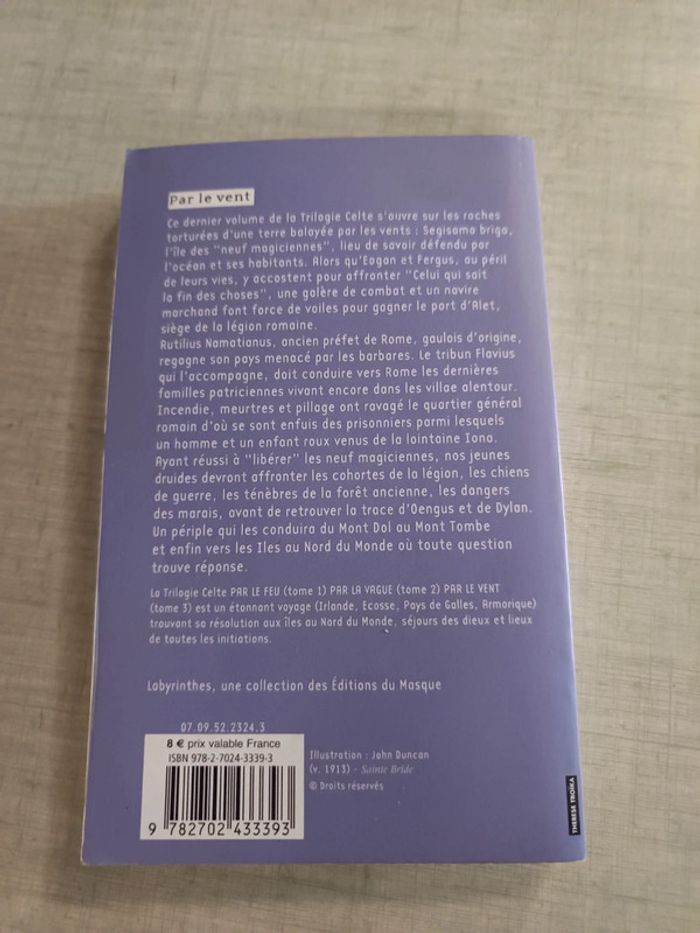 Par le vent
Ce dernier volume de la Trilogie Celte s'ouvre sur les roches
torturées d'une terre balayée par les vents : Segisama briga,
l'île des "neuf magiciennes", lieu de savoir défendu par
l'océan et ses habitants. Alors qu'Eogan et Fergus, au péril
de leurs vies, y accostent pour affronter "Celui qui sait
la fin des choses", une galère de combat et un navire
marchand font force de voiles pour gagner le port d'Alet,
siège de la légion romaine.
Rutilius Namatianus, ancien préfet de Rome, gaulois d'origine,
regagne son pays menacé par les barbares. Le tribun Flavius
qui l'accompagne, doit conduire vers Rome les dernières
familles patriciennes vivant encore dans les villae alentour.
Incendie, meurtres et pillage ont ravagé le quartier général
romain d'où se sont enfuis des prisonniers parmi lesquels
un homme et un enfant roux venus de la lointaine Iona.
Ayant réussi à "libérer" les neuf magiciennes, nos jeunes
druides devront affronter les cohortes de la légion, les chiens
de guerre, les ténèbres de la forêt ancienne, les dangers
des marais, avant de retrouver la trace d'Oengus et de Dylan.
Un périple qui les conduira du Mont Dol au Mont Tombe
et enfin vers les Iles au Nord du Monde où toute question
trouve réponse.
La Trilogie Celte PAR LE FEU (tome 1) PAR LA VAGUE (tome 2) PAR LE VENT
(tome 3) est un étonnant voyage (Irlande, Ecosse, Pays de Galles, Armorique)
trouvant sa résolution aux îles au Nord du Monde, séjours des dieux et lieux
de toutes les initiations.
Labyrinthes, une collection des Éditions du Masque
07.09.52.2324.3
8 € prix valable France
ISBN 978-2-7024-3339-3
9 782702 433393
Illustration : John Duncan
(v. 1913) - Sainte Bride
© Droits réservés
THERESE TROÏKA